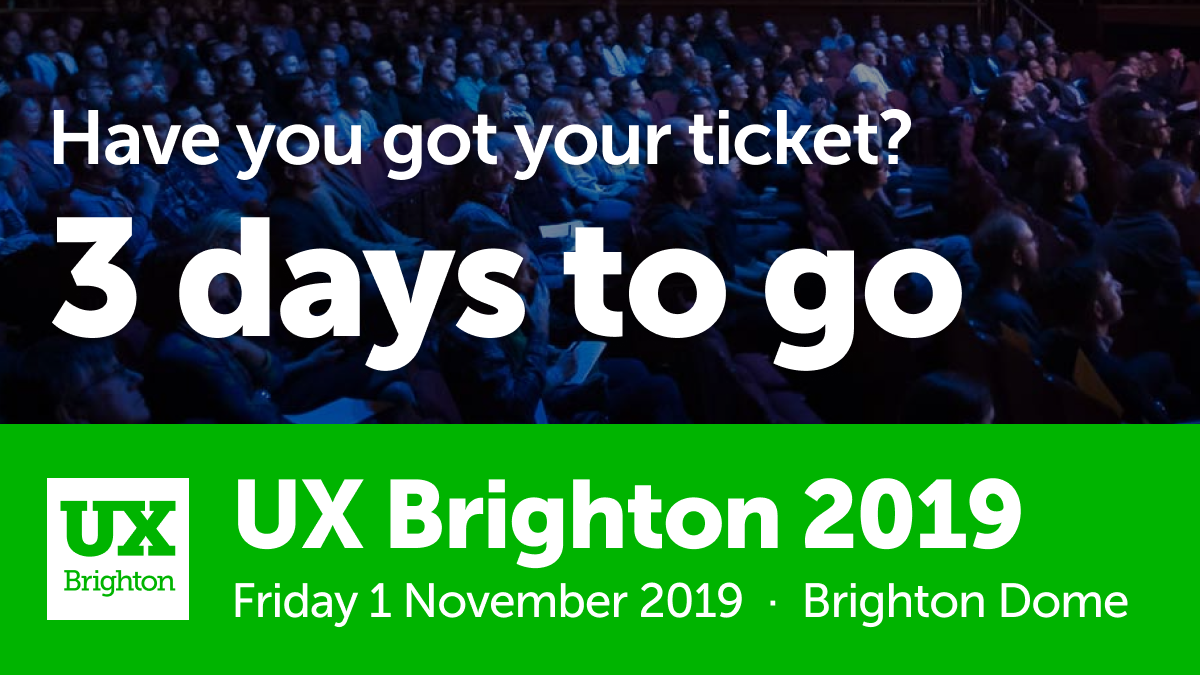 Have you got your ticket?
3 days to go
UX
Brighton
UX Brighton 2019
Friday 1 November 2019 · Brighton Dome